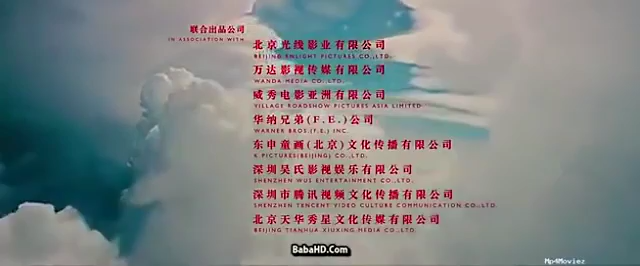 联合出品公司
IN ASSOCIATION WITH
北京光线影业有限公司
BEIJING ENLIGHT PICTURES CO.,LTD.
万达影视传媒有限公司
WANDA MEDIA CO.,LTD.
威秀电影亚洲有限公司
VILLAGE ROADSHOW PICTURES ASIA LIMITED
华纳兄弟(F.E.)公司
WARNER BROS.(F.E.) INC.
东申童画(北京)文化传播有限公司
K PICTURES(BEIJING) CO.,LTD.
深圳吴氏影视娱乐有限公司
SHENZHEN WUS ENTERTAINMENT CO.,LTD.
深圳市腾讯视频文化传播有限公司
SHENZHEN TENCENT VIDEO CULTURE COMMUNICATION CO.,LTD.
北京天华秀星文化传媒有限公司
BEIJING TIANHUA XIUXING MEDIA CO.,LTD.
BabaHD.Com
Mp4Moviez